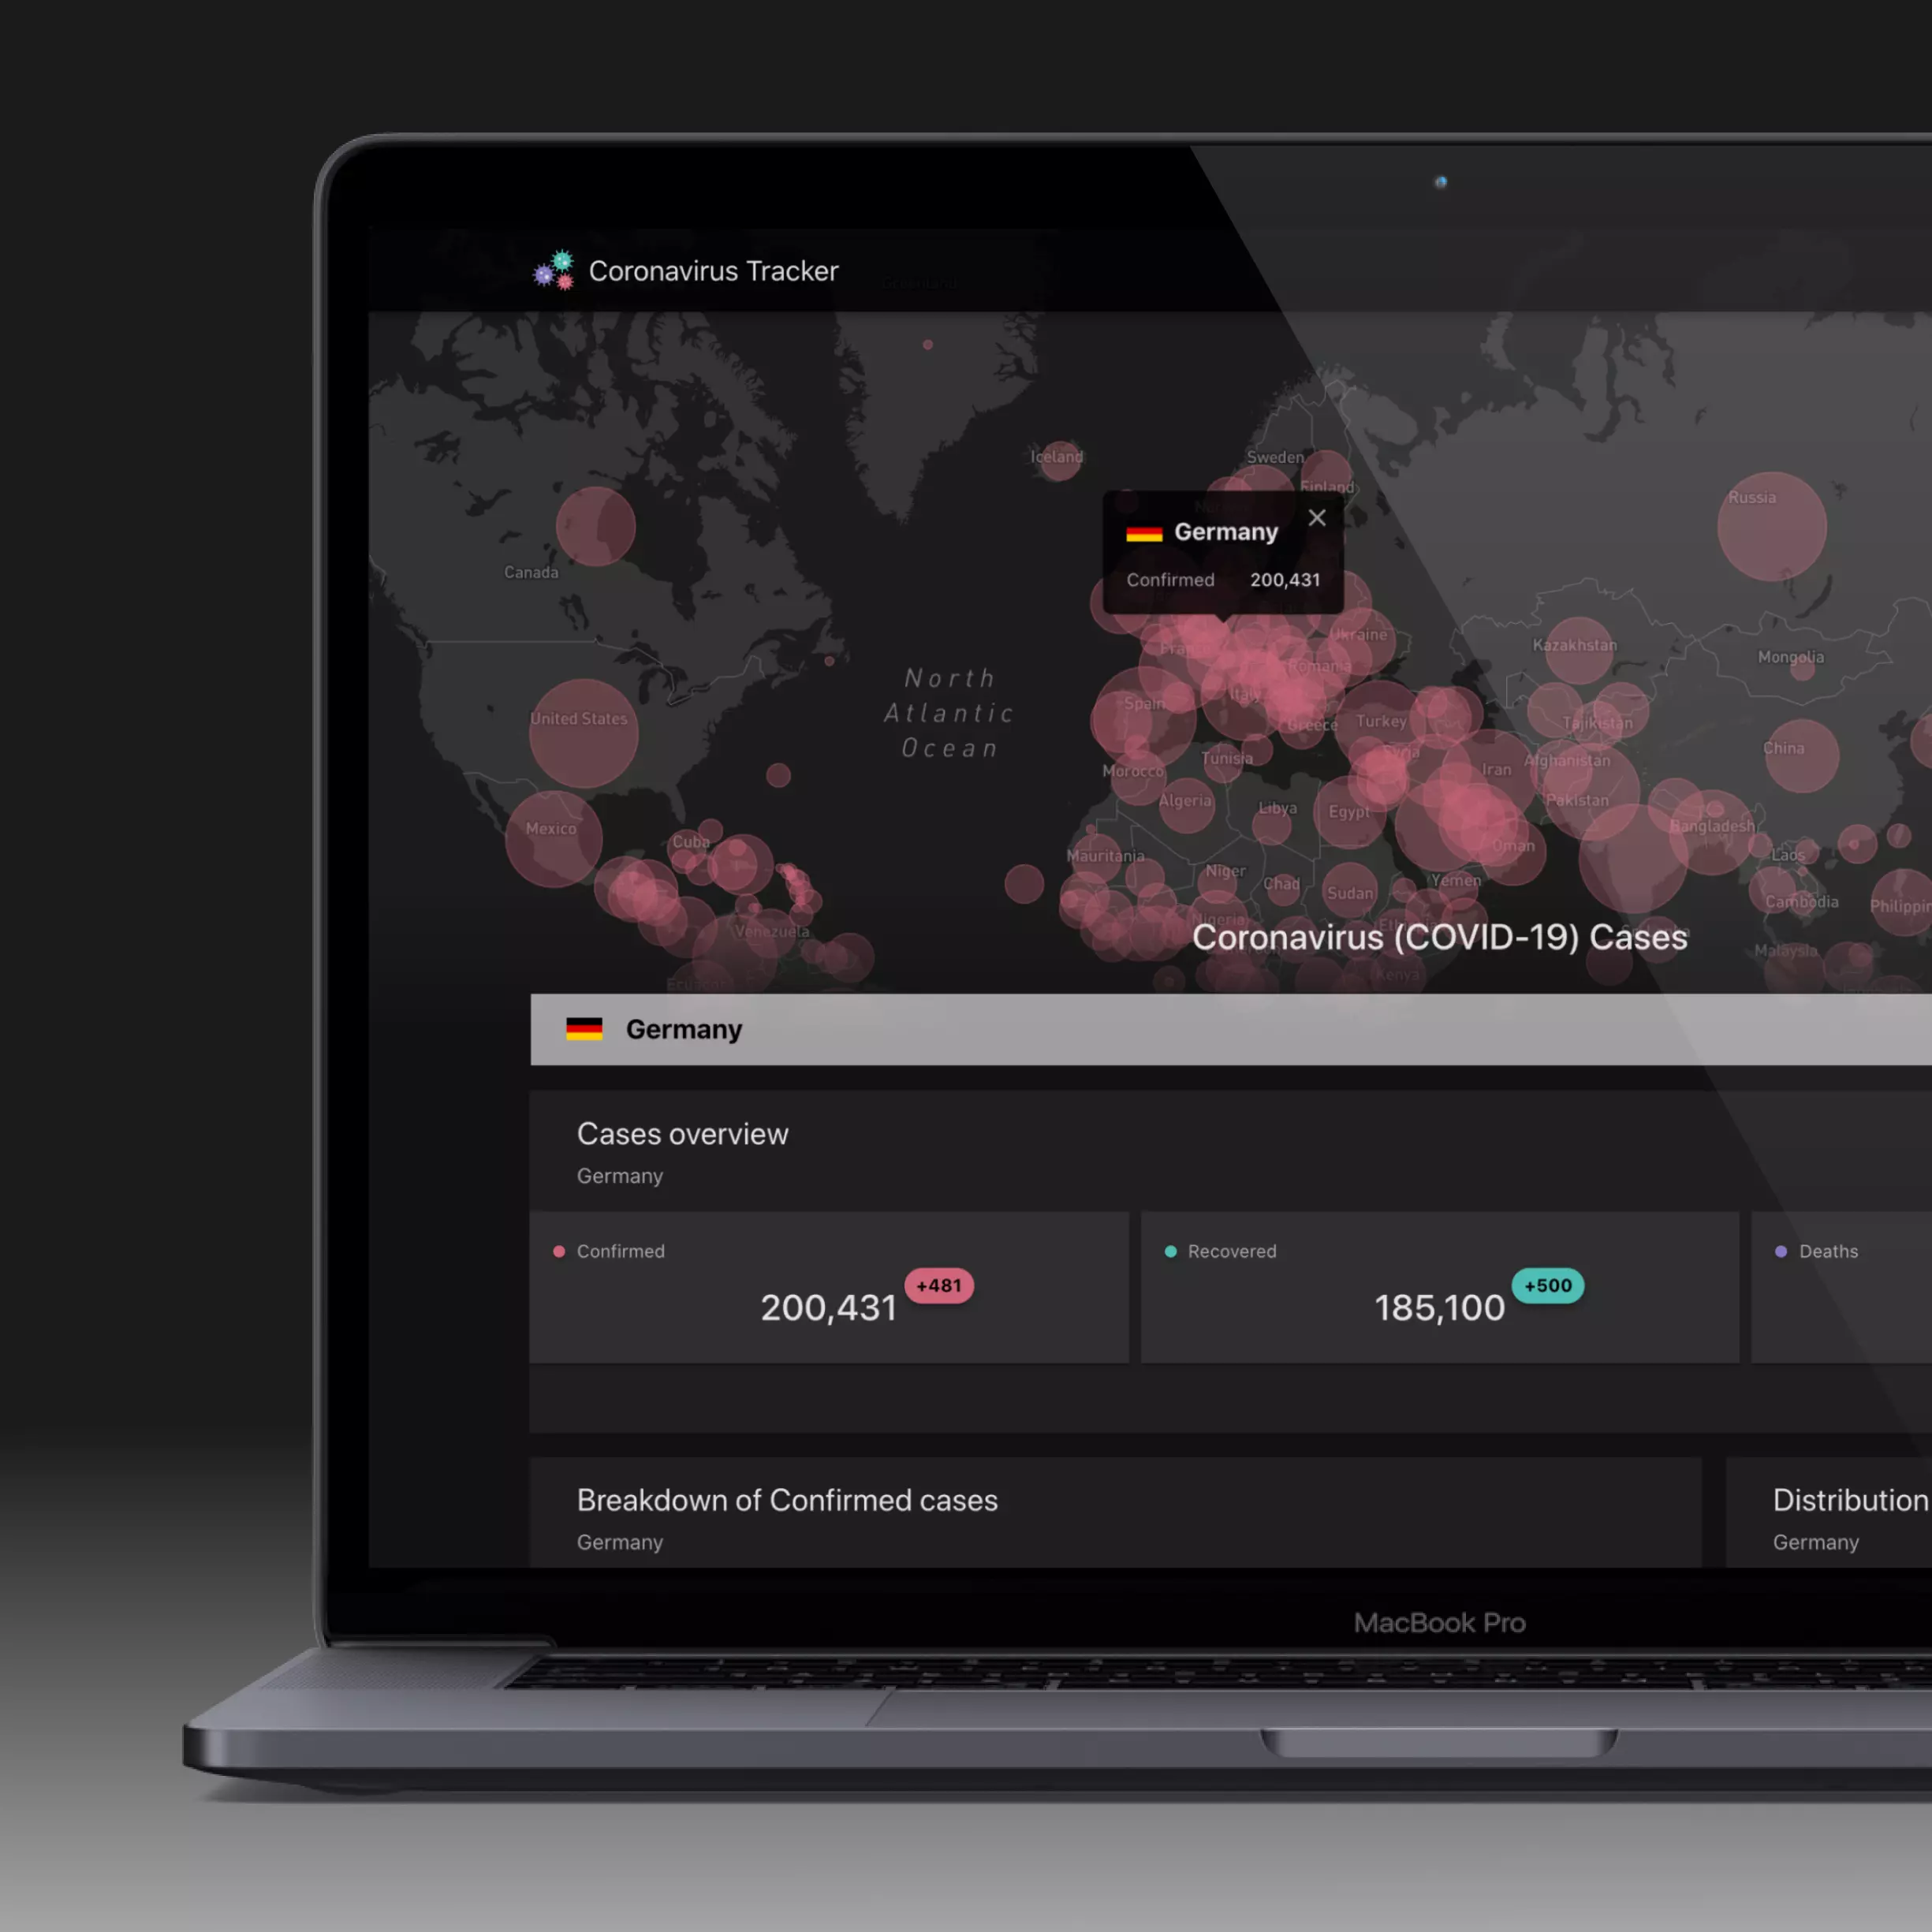 Coronavirus Tracker
Greenland
Iceland
Sweden
Finland
Russia
Germany
Confirmed 200,431
Canada
Ukraine
Kazakhstan
France
Romania
Mongolia
North
Atlantic
Ocean
United States
Spain
Italy
Greece
Turkey
Tajikistan
China
Tunisia
Syria
Morocco
Iran
Afghanistan
Algeria
Libya
Egypt
Pakistan
Mexico
Cuba
Bangladesh
Oman
Mauritania
Laos
Niger
Chad
Sudan
Yemen
Cambodia
Nigeria
Venezuela
Coronavirus (COVID-19) Cases
Malaysia
Kenya
Germany
Cases overview
Germany
Confirmed
Recovered
Deaths
200,431 +481
185,100 +500
Breakdown of Confirmed cases
Distribution
Germany
Germany
MacBook Pro